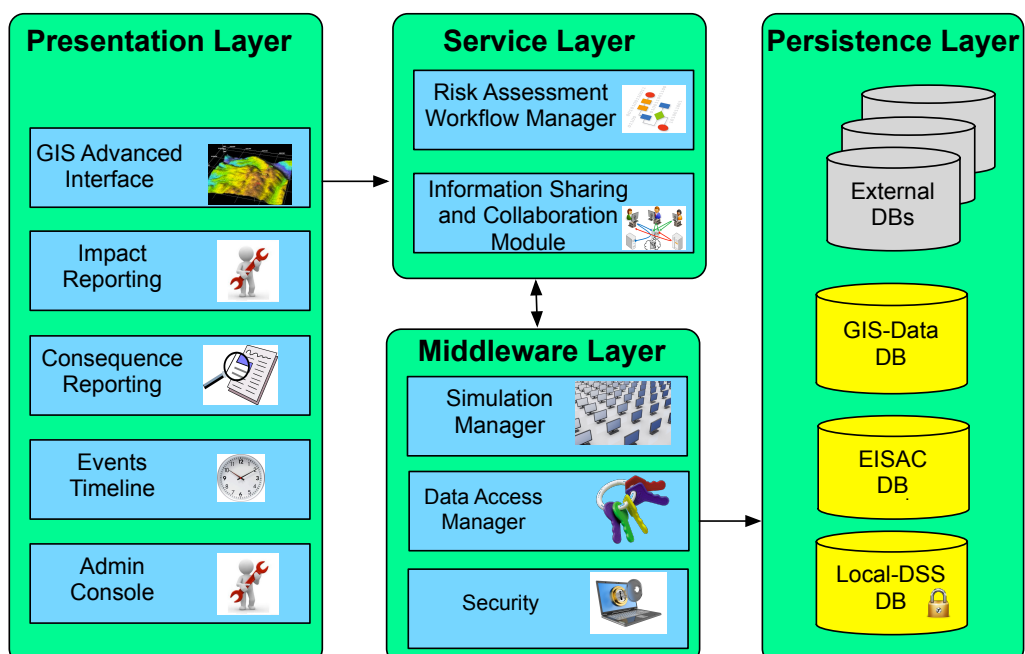 Presentation Layer
GIS Advanced
Interface
Impact
Reporting
Consequence
Reporting
Events
Timeline
Admin
Console
Service Layer
Risk Assessment
Workflow Manager
Information Sharing
and Collaboration
Module
Middleware Layer
Simulation
Manager
Data Access
Manager
Security
Persistence Layer
External
DBs
GIS-Data
DB
EISAC
DB
Local-DSS
DB